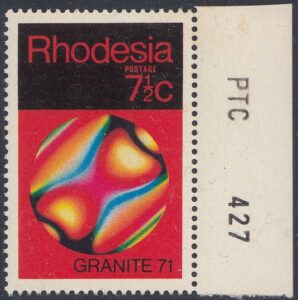 Rhodesia
POSTAGE
7½C
GRANITE 71
PTC 427